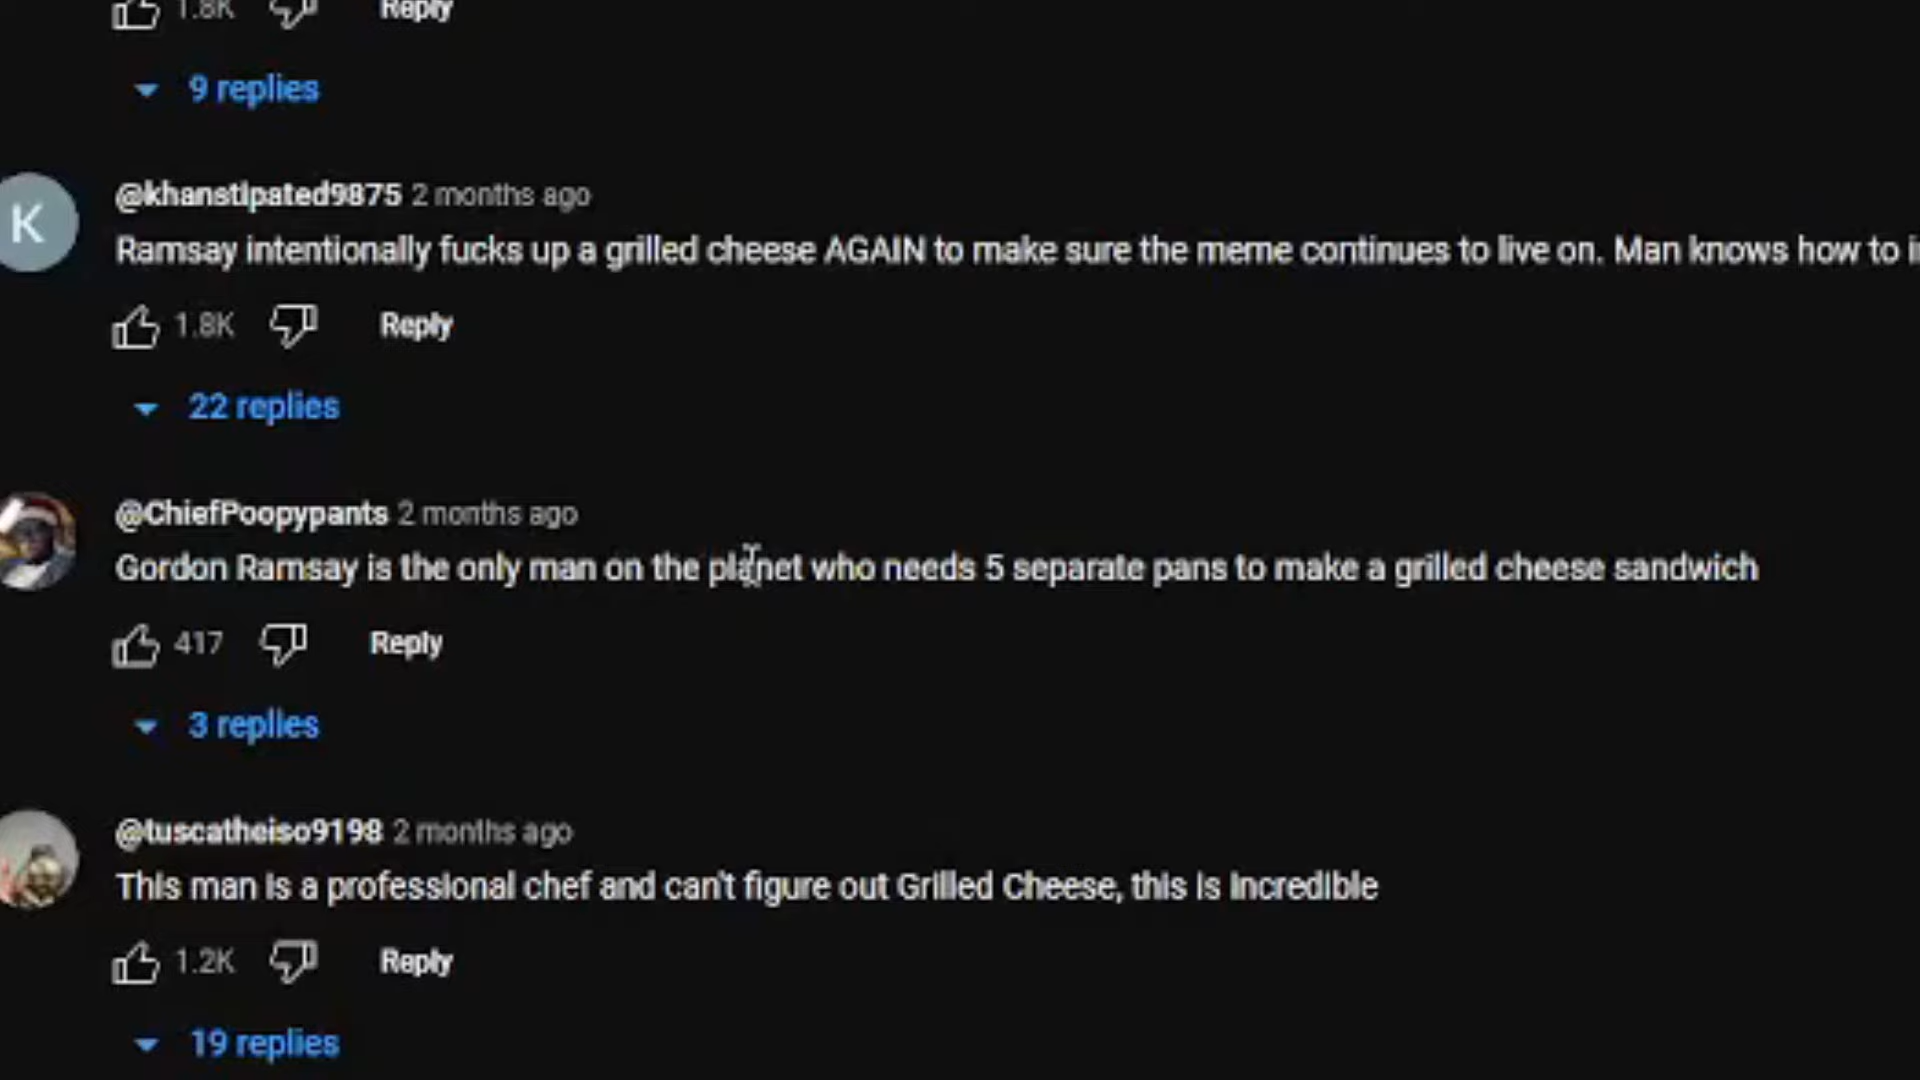 1.8K Reply
9 replies
K
@khanstipated9875 2 months ago
Ramsay intentionally fucks up a grilled cheese AGAIN to make sure the meme continues to live on. Man knows how to
1.8K Reply
22 replies
@ChiefPoopypants 2 months ago
Gordon Ramsay is the only man on the planet who needs 5 separate pans to make a grilled cheese sandwich
417 Reply
3 replies
@tuscatheiso9198 2 months ago
This man is a professional chef and can't figure out Grilled Cheese, this is incredible
1.2K Reply
19 replies